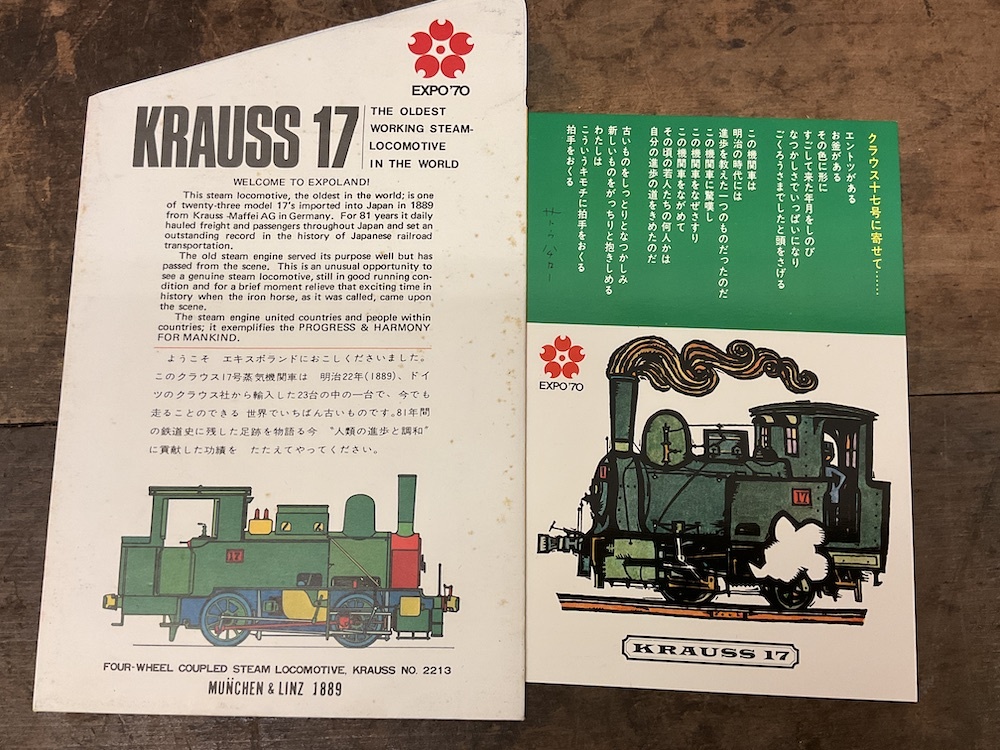 EXPO'70
KRAUSS 17
THE OLDEST
WORKING STEAM-
LOCOMOTIVE
IN THE WORLD
WELCOME TO EXPOLAND!
This steam locomotive, the oldest in the world; is one
of twenty-three model 17's imported into Japan in 1889
from Krauss -Maffei AG in Germany. For 81 years it daily
hauled freight and passengers throughout Japan and set an
outstanding record in the history of Japanese railroad
transportation.
The old steam engine served its purpose well but has
passed from the scene. This is an unusual opportunity to
see a genuine steam locomotive, still in good running con-
dition and for a brief moment relieve that exciting time in
history when the iron horse, as it was called, came upon
the scene.
The steam engine united countries and people within
countries; it exemplifies the PROGRESS & HARMONY
FOR MANKIND.
ようこそ エキスポランドにおこしくださいました。
このクラウス17号蒸気機関車は 明治22年(1889)、ドイ
ツのクラウス社から輸入した23台の中の一台で、今でも
走ることのできる 世界でいちばん古いものです。81年間
の鉄道史に残した足跡を物語る今 “人類の進歩と調和”
に貢献した功績を たたえてやってください。
17
FOUR-WHEEL COUPLED STEAM LOCOMOTIVE, KRAUSS NO. 2213
MUNCHEN & LINZ 1889
クラウス十七号に寄せて……
エントツがある
お釜がある
その色に形に
すごして来た年月をしのび
なつかしさでいっぱいになり
ごくろうさまでしたと頭をさげる
この機関車は
明治の時代には
進歩を教えた一つのものだったのだ
この機関車に驚嘆し
この機関車をなぜさすり
この機関車をながめて
その頃の若人たちの何人かは
自分の進歩の道をきめたのだ
古いものをしっとりとなつかしみ
新しいものをがっちりと抱きしめる
わたしは
こういうキモチに拍手をおくる
拍手をおくる
サトウハチロー
EXPO'70
17
KRAUSS 17